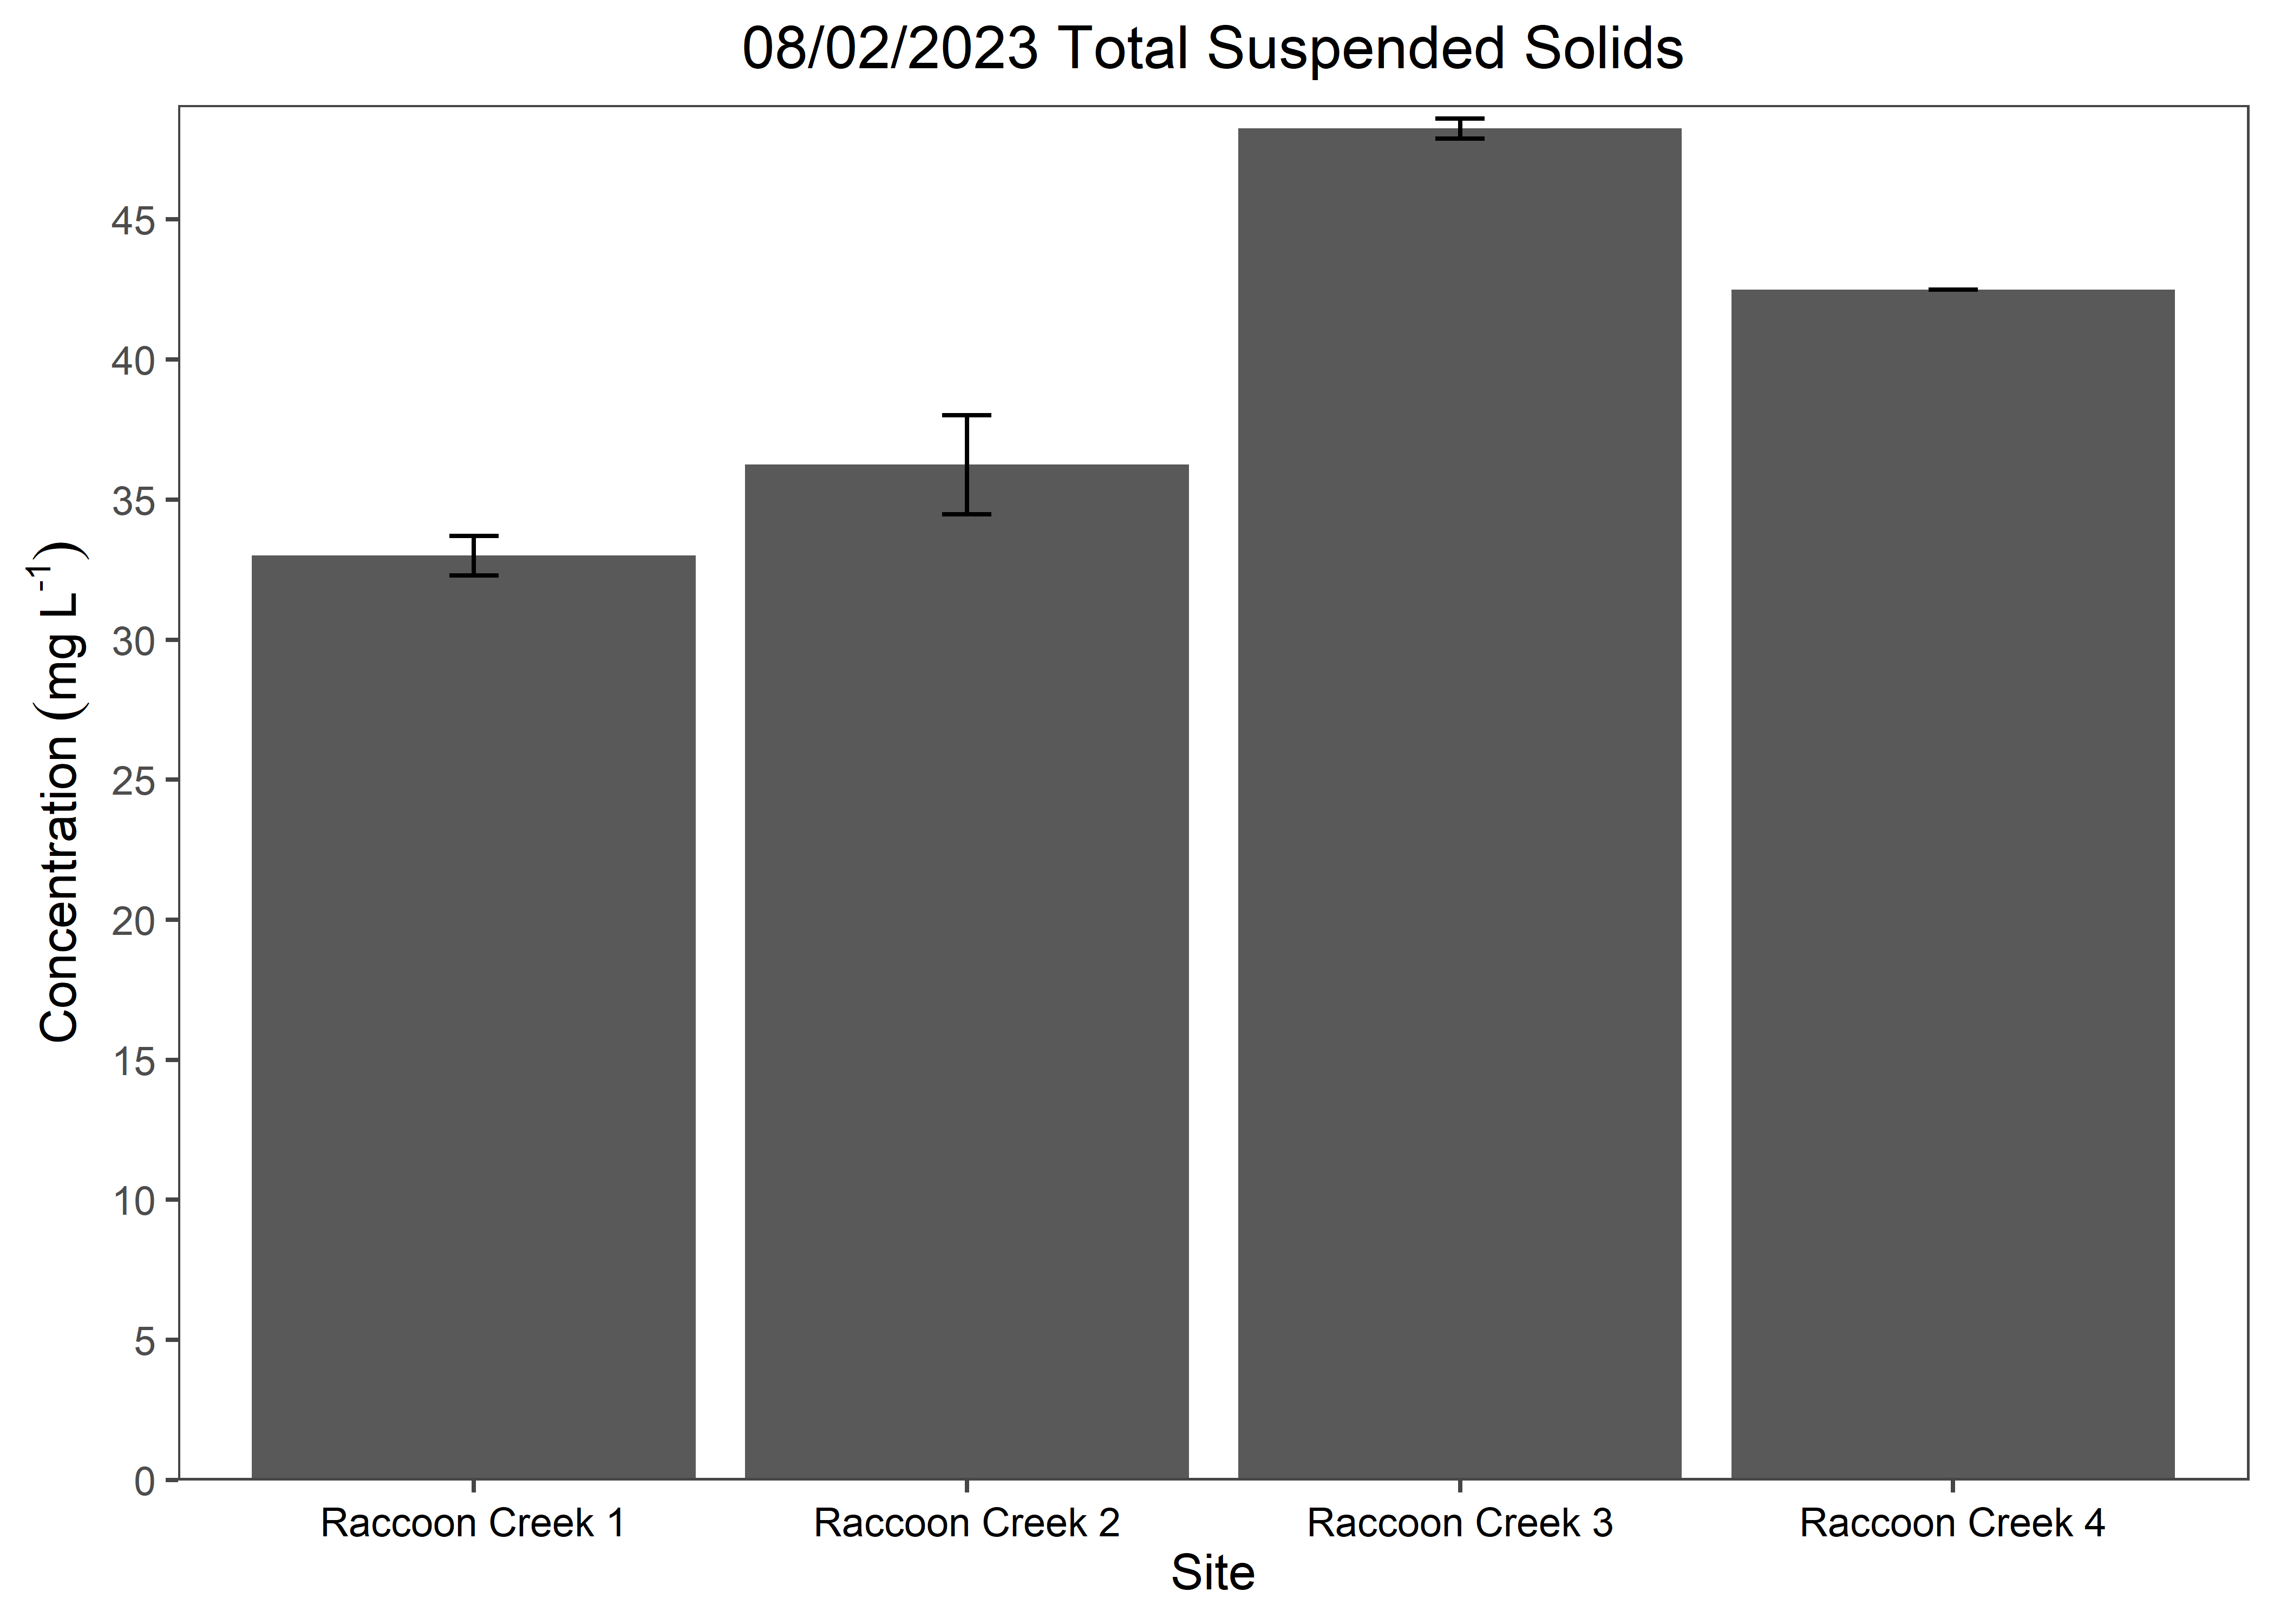 08/02/2023 Total Suspended Solids
Concentration (mg L⁻¹)
45
40
35
30
25
20
15
10
5
0
Raccoon Creek 1 Raccoon Creek 2 Raccoon Creek 3 Raccoon Creek 4
Site